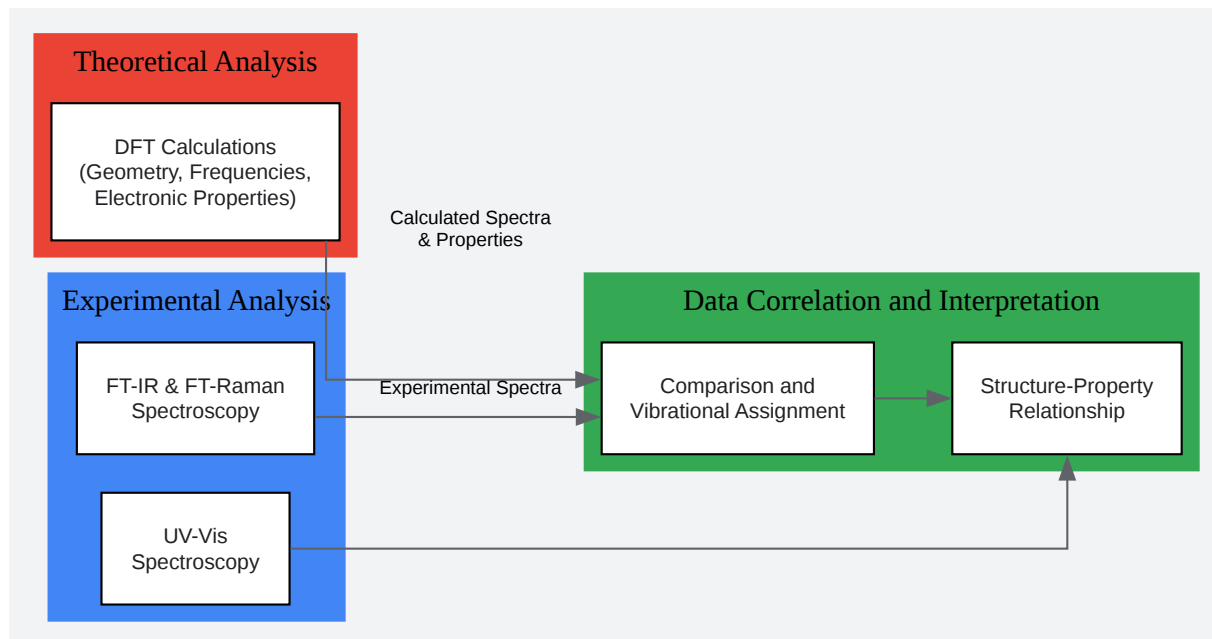 Theoretical Analysis
DFT Calculations
(Geometry, Frequencies,
Electronic Properties)
Calculated Spectra
& Properties
Experimental Analysis
FT-IR & FT-Raman
Spectroscopy
Experimental Spectra
UV-Vis
Spectroscopy
Data Correlation and Interpretation
Comparison and
Vibrational Assignment
Structure-Property
Relationship